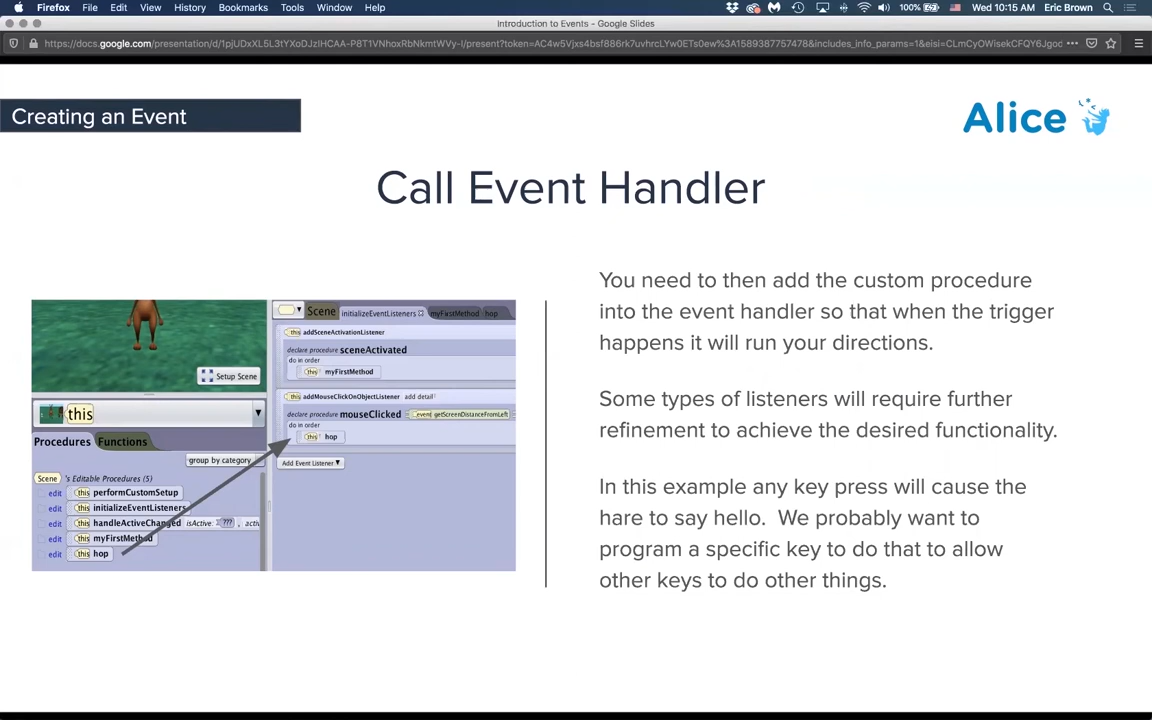 Firefox File Edit View History Bookmarks Tools Window Help 100% Wed 10:15 AM Eric Brown
Introduction to Events - Google Slides
Creating an Event
Alice
Call Event Handler
You need to then add the custom procedure
into the event handler so that when the trigger
happens it will run your directions.
Some types of listeners will require further
refinement to achieve the desired functionality.
In this example any key press will cause the
hare to say hello. We probably want to
program a specific key to do that to allow
other keys to do other things.
Setup Scene
this
Procedures Functions
group by category
Scene 's Editable Procedures (5)
edit this performCustomSetup
edit this initializeEventListeners
edit this handleActiveChanged isActive: ???
edit this myFirstMethod
edit this hop
Scene initializeEventListeners myFirstMethod hop
this addSceneActivationListener
declare procedure sceneActivated
do in order
this myFirstMethod
this addMouseClickOnObjectListener add detail
declare procedure mouseClicked event getScreenDistanceFromLeft
do in order
this hop
Add Event Listener